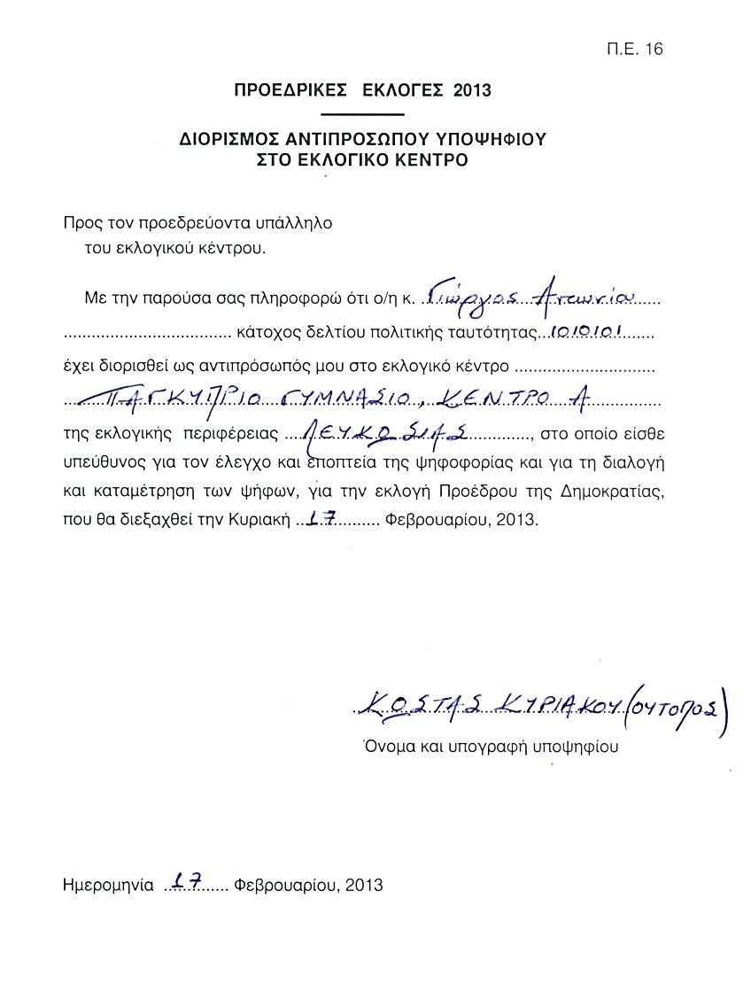 Π.Ε. 16
ΠΡΟΕΔΡΙΚΕΣ ΕΚΛΟΓΕΣ 2013
ΔΙΟΡΙΣΜΟΣ ΑΝΤΙΠΡΟΣΩΠΟΥ ΥΠΟΨΗΦΙΟΥ
ΣΤΟ ΕΚΛΟΓΙΚΟ ΚΕΝΤΡΟ
Προς τον προεδρεύοντα υπάλληλο
του εκλογικού κέντρου.
Με την παρούσα σας πληροφορώ ότι ο/η κ. Γιώργος Αντωνίου
κάτοχος δελτίου πολιτικής ταυτότητας 1010101
έχει διορισθεί ως αντιπρόσωπός μου στο εκλογικό κέντρο
ΠΑΓΚΥΠΡΙΟ ΓΥΜΝΑΣΙΟ, ΚΕΝΤΡΟ Α
της εκλογικής περιφέρειας ΛΕΥΚΩΣΙΑΣ, στο οποίο είσθε
υπεύθυνος για τον έλεγχο και εποπτεία της ψηφοφορίας και για τη διαλογή
και καταμέτρηση των ψήφων, για την εκλογή Προέδρου της Δημοκρατίας,
που θα διεξαχθεί την Κυριακή 17 Φεβρουαρίου, 2013.
ΚΩΣΤΑΣ ΚΥΡΙΑΚΟΥ (ΟΥΤΟΠΟΣ)
Όνομα και υπογραφή υποψηφίου
Ημερομηνία 17 Φεβρουαρίου, 2013